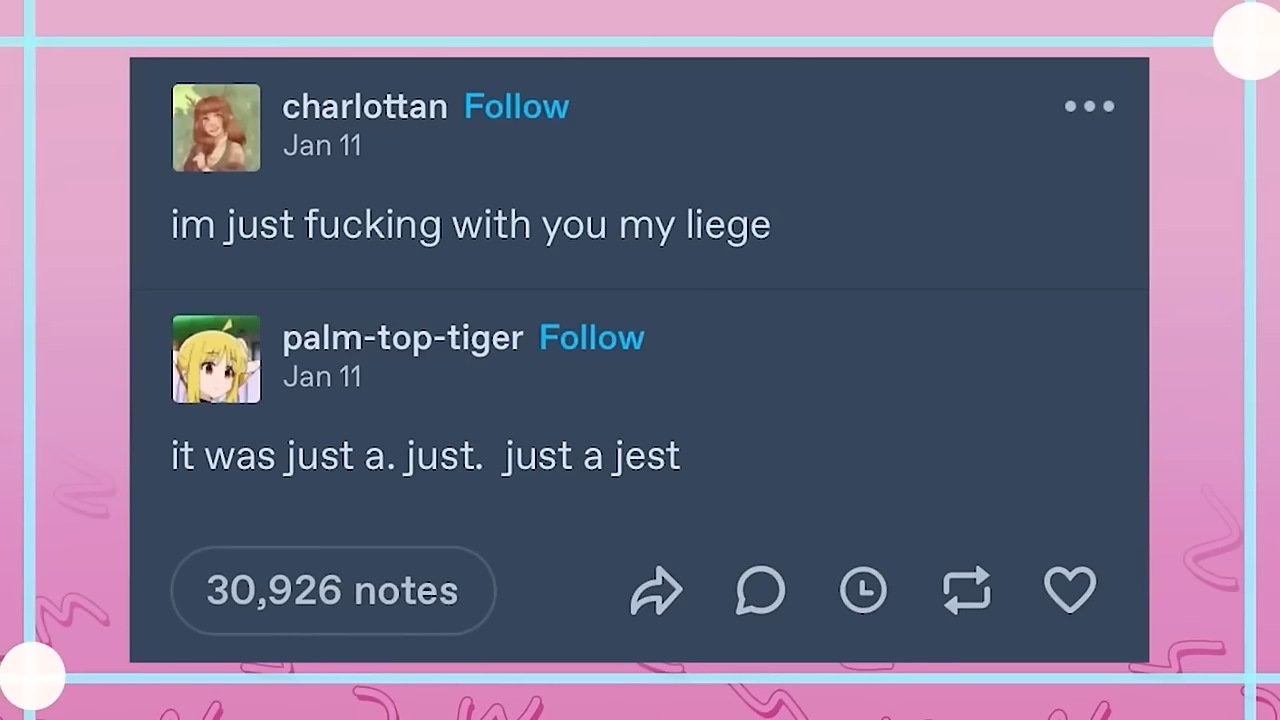 charlottan Follow
Jan 11
im just fucking with you my liege
palm-top-tiger Follow
Jan 11
it was just a. just.  just a jest
30,926 notes